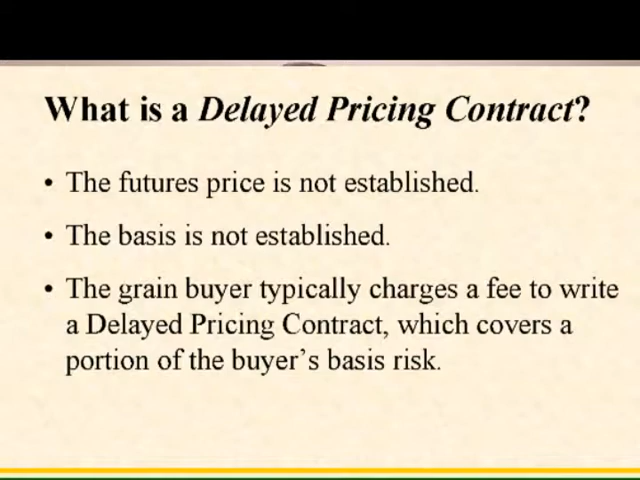 What is a Delayed Pricing Contract?
• The futures price is not established.
• The basis is not established.
• The grain buyer typically charges a fee to write
a Delayed Pricing Contract, which covers a
portion of the buyer's basis risk.